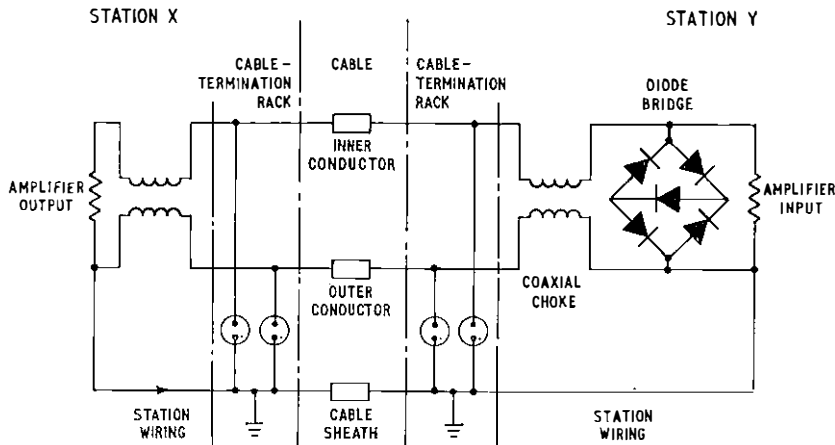 STATION X
STATION Y
CABLE-
TERMINATION
RACK
CABLE
CABLE-
TERMINATION
RACK
DIODE
BRIDGE
INNER
CONDUCTOR
AMPLIFIER
OUTPUT
AMPLIFIER
INPUT
OUTER
CONDUCTOR
COAXIAL
CHOKE
STATION
WIRING
CABLE
SHEATH
STATION
WIRING